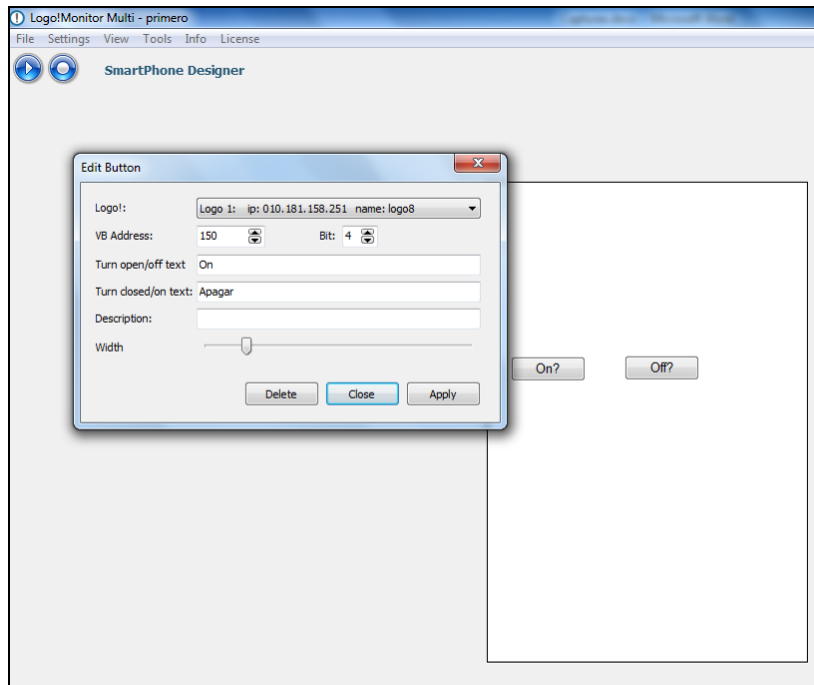 Logo!Monitor Multi - primero
File Settings View Tools Info License
SmartPhone Designer
Edit Button
Logo!: Logo 1: ip: 010.181.158.251 name: logo8
VB Address: 150 Bit: 4
Turn open/off text On
Turn closed/on text: Apagar
Description:
Width
On? Off?
Delete Close Apply